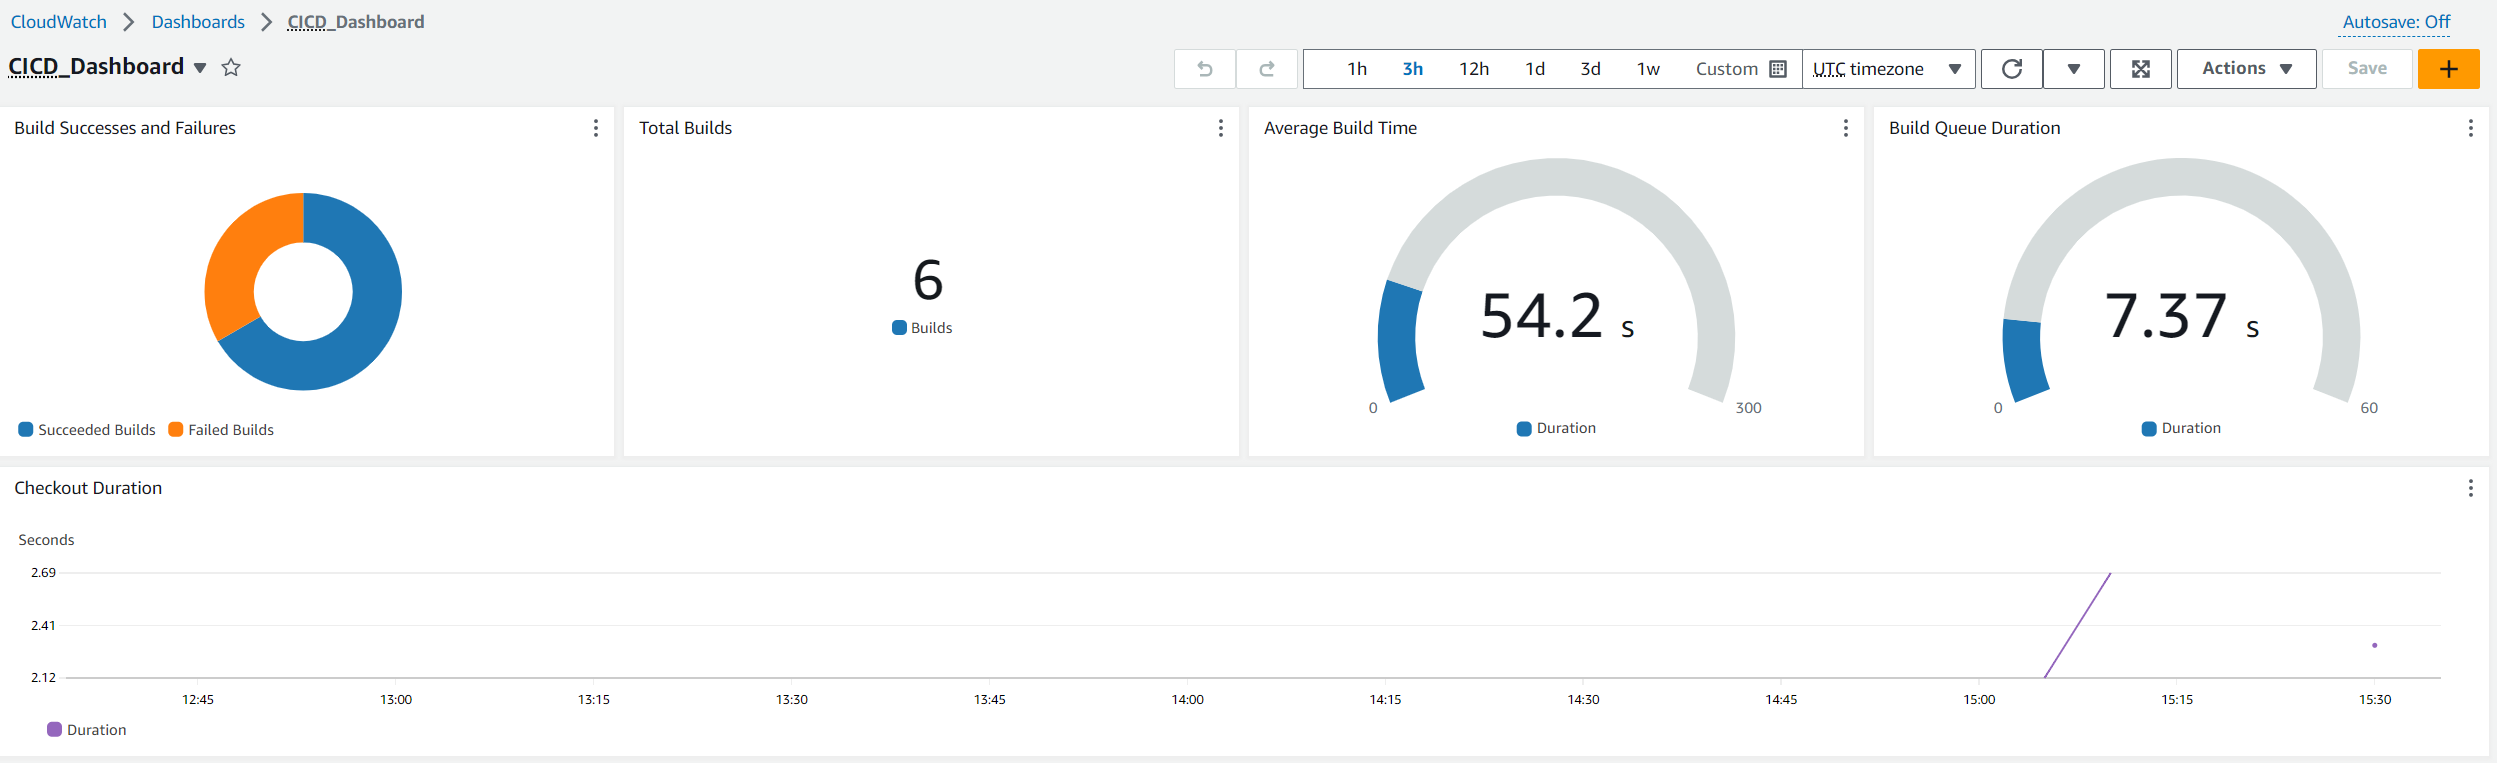 CloudWatch > Dashboards > CICD_Dashboard
Autosave: Off
CICD_Dashboard
1h 3h 12h 1d 3d 1w Custom UTC timezone Actions Save +
Build Successes and Failures
Succeeded Builds Failed Builds
Total Builds
6
Builds
Average Build Time
54.2 s
0 300
Duration
Build Queue Duration
7.37 s
0 60
Duration
Checkout Duration
Seconds
2.69
2.41
2.12
12:45 13:00 13:15 13:30 13:45 14:00 14:15 14:30 14:45 15:00 15:15 15:30
Duration